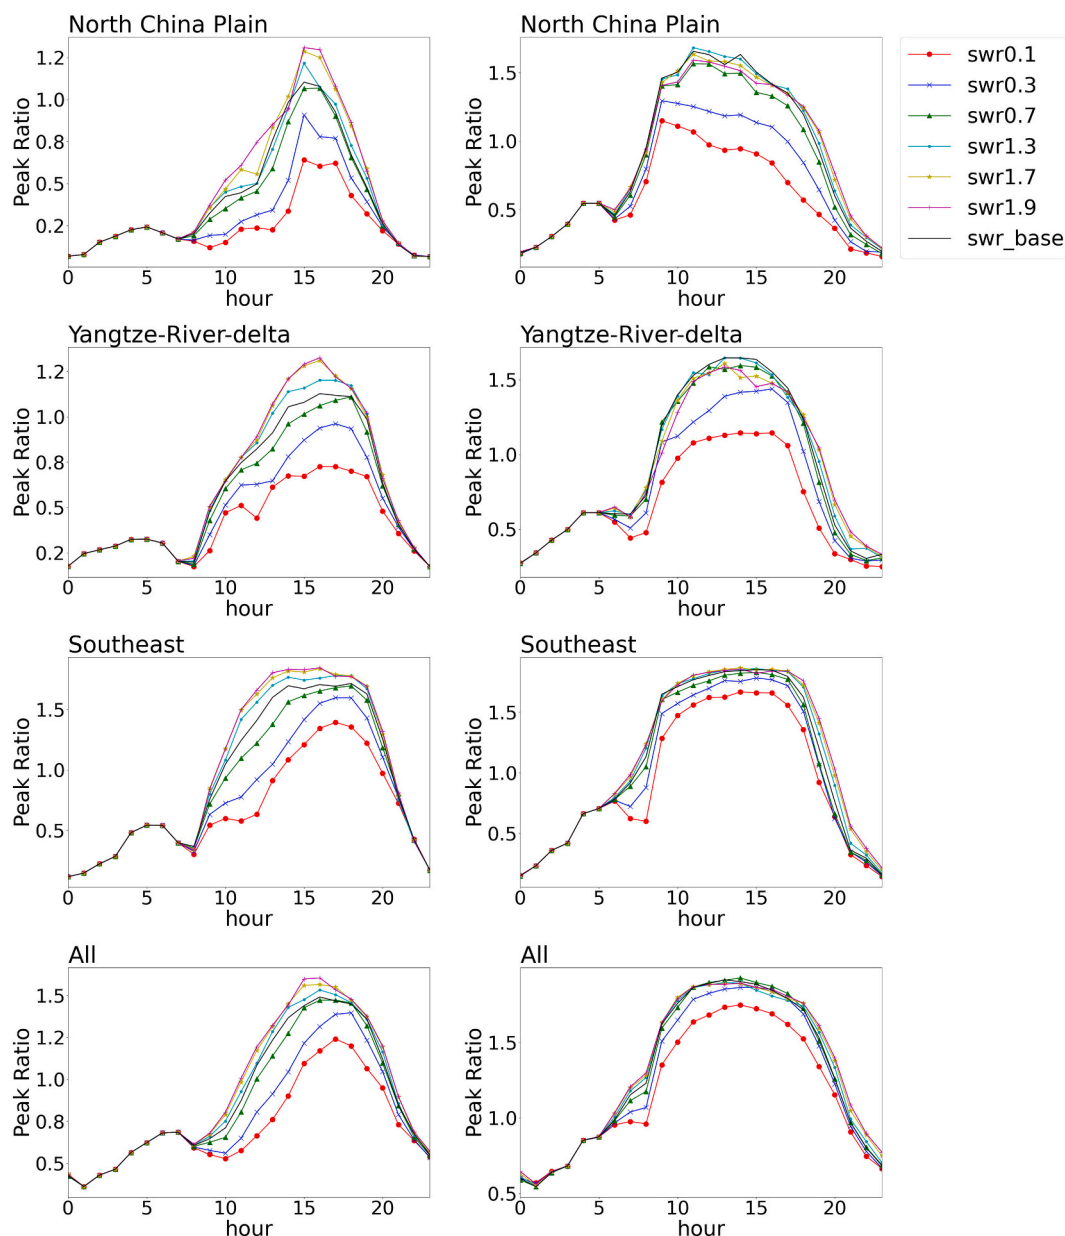 North China Plain
North China Plain
Peak Ratio
1.2
1.0
0.8
0.5
0.2
0 5 10 15 20
hour
Peak Ratio
1.5
1.0
0.5
0 5 10 15 20
hour
swr0.1
swr0.3
swr0.7
swr1.3
swr1.7
swr1.9
swr_base
Yangtze-River-delta
Yangtze-River-delta
Peak Ratio
1.2
1.0
0.8
0.5
0.2
0 5 10 15 20
hour
Peak Ratio
1.5
1.0
0.5
0 5 10 15 20
hour
Southeast
Southeast
Peak Ratio
1.5
1.0
0.5
0 5 10 15 20
hour
Peak Ratio
1.5
1.0
0.5
0 5 10 15 20
hour
All
All
Peak Ratio
1.5
1.2
1.0
0.8
0.5
0 5 10 15 20
hour
Peak Ratio
1.5
1.0
0.5
0 5 10 15 20
hour